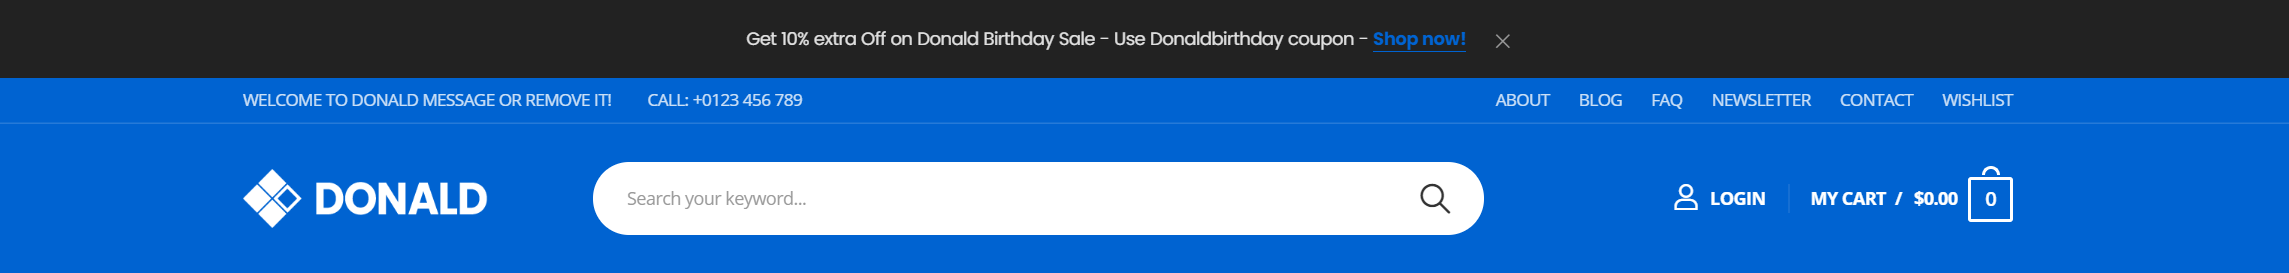 Get 10% extra Off on Donald Birthday Sale - Use Donaldbirthday coupon - Shop now!
WELCOME TO DONALD MESSAGE OR REMOVE IT! CALL: +0123 456 789 ABOUT BLOG FAQ NEWSLETTER CONTACT WISHLIST
DONALD Search your keyword... LOGIN MY CART / $0.00 0